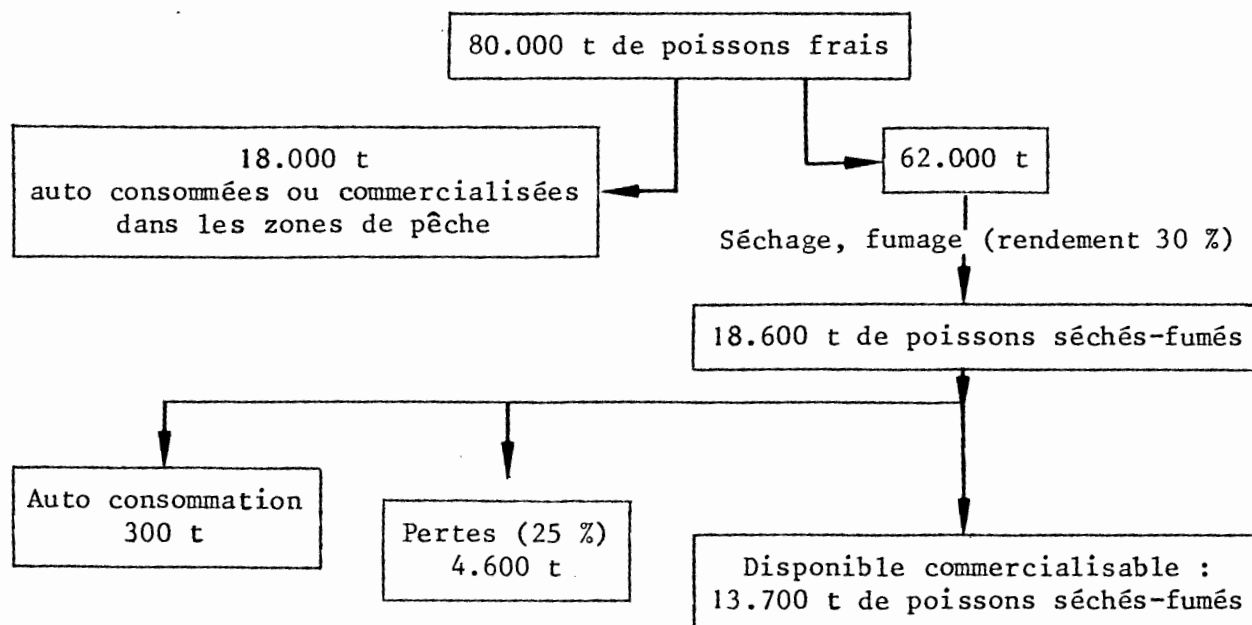 80.000 t de poissons frais
18.000 t
auto consommées ou commercialisées
dans les zones de pêche
62.000 t
Séchage, fumage (rendement 30 %)
18.600 t de poissons séchés-fumés
Auto consommation
300 t
Pertes (25 %)
4.600 t
Disponible commercialisable :
13.700 t de poissons séchés-fumés